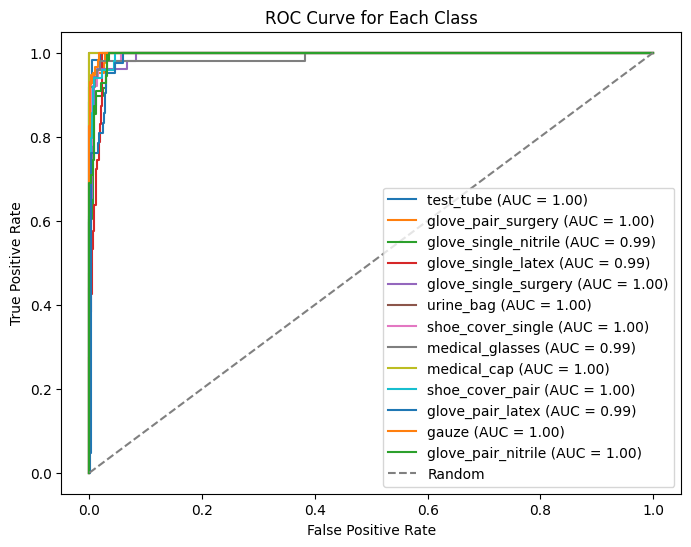 ROC Curve for Each Class
True Positive Rate
1.0
0.8
0.6
0.4
0.2
0.0
test_tube (AUC = 1.00)
glove_pair_surgery (AUC = 1.00)
glove_single_nitrile (AUC = 0.99)
glove_single_latex (AUC = 0.99)
glove_single_surgery (AUC = 1.00)
urine_bag (AUC = 1.00)
shoe_cover_single (AUC = 1.00)
medical_glasses (AUC = 0.99)
medical_cap (AUC = 1.00)
shoe_cover_pair (AUC = 1.00)
glove_pair_latex (AUC = 0.99)
gauze (AUC = 1.00)
glove_pair_nitrile (AUC = 1.00)
Random
0.0 0.2 0.4 0.6 0.8 1.0
False Positive Rate